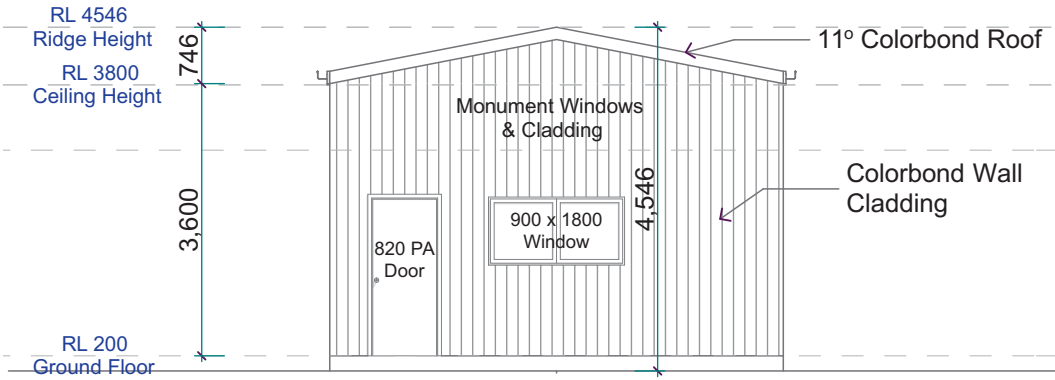 RL 4546
Ridge Height
746
11º Colorbond Roof
RL 3800
Ceiling Height
Monument Windows
& Cladding
Colorbond Wall
Cladding
3,600
4,546
900 x 1800
Window
820 PA
Door
RL 200
Ground Floor